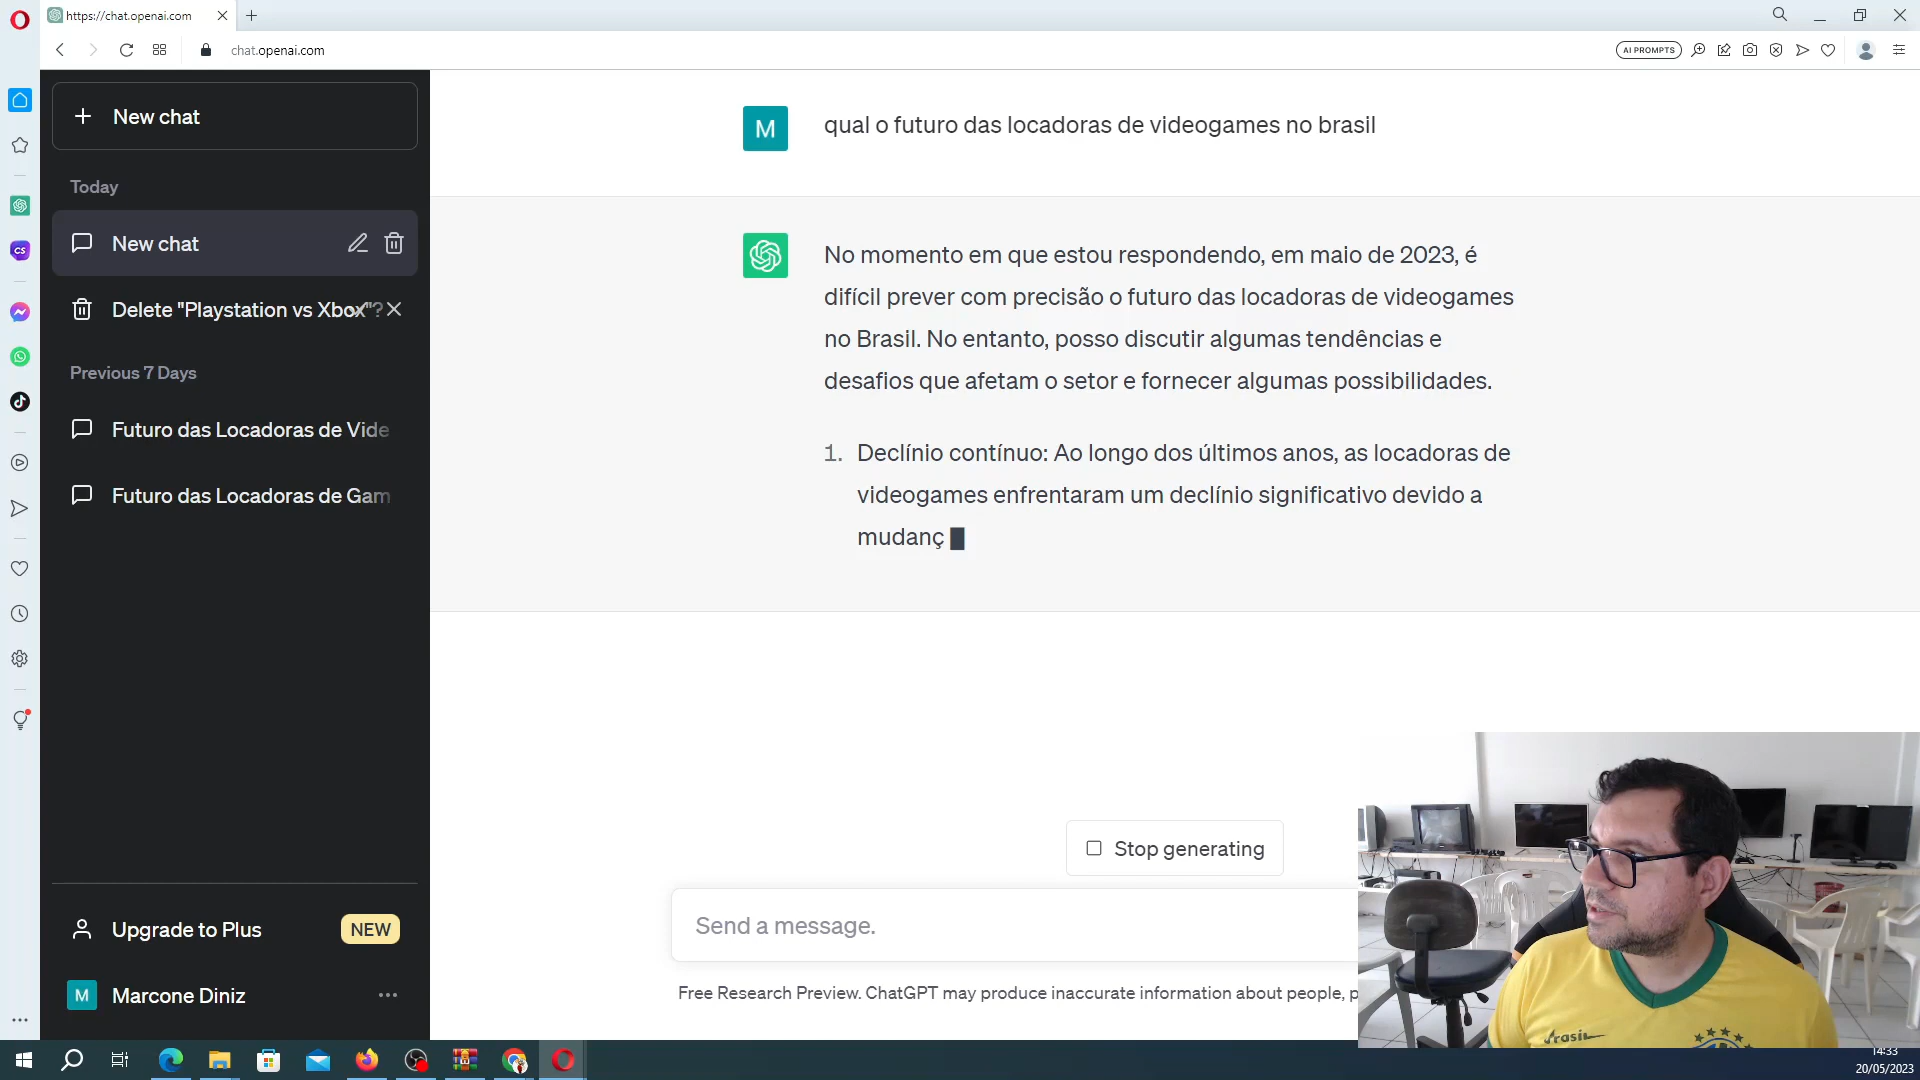 https://chat.openai.com
chat.openai.com
AI PROMPTS
New chat
Today
New chat
Delete "Playstation vs Xbox"?
Previous 7 Days
Futuro das Locadoras de Vide
Futuro das Locadoras de Gam
Upgrade to Plus
NEW
M
Marcone Diniz
M
qual o futuro das locadoras de videogames no brasil
No momento em que estou respondendo, em maio de 2023, é
difícil prever com precisão o futuro das locadoras de videogames
no Brasil. No entanto, posso discutir algumas tendências e
desafios que afetam o setor e fornecer algumas possibilidades.
1. Declínio contínuo: Ao longo dos últimos anos, as locadoras de
videogames enfrentaram um declínio significativo devido a
mudanç
Stop generating
Send a message.
Free Research Preview. ChatGPT may produce inaccurate information about people, p
CS
Brasil
14:33
20/05/2023